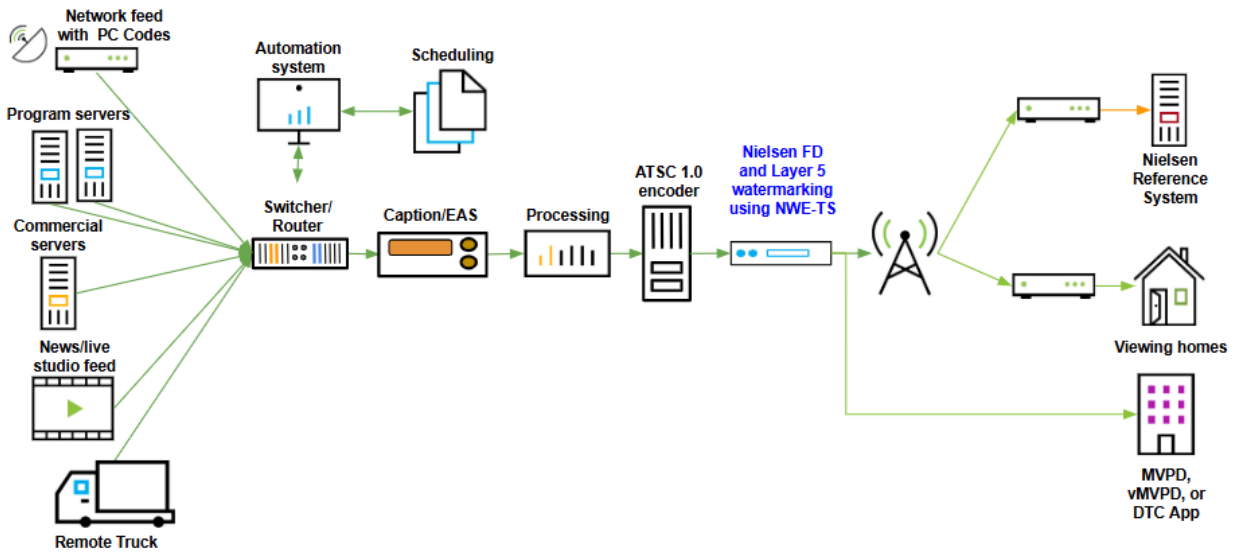 Network feed
with PC Codes
Automation
system
Scheduling
Program servers
Commercial
servers
Switcher/
Router
Caption/EAS
Processing
ATSC 1.0
encoder
Nielsen FD
and Layer 5
watermarking
using NWE-TS
Nielsen
Reference
System
News/live
studio feed
Viewing homes
Remote Truck
MVPD,
vMVPD, or
DTC App